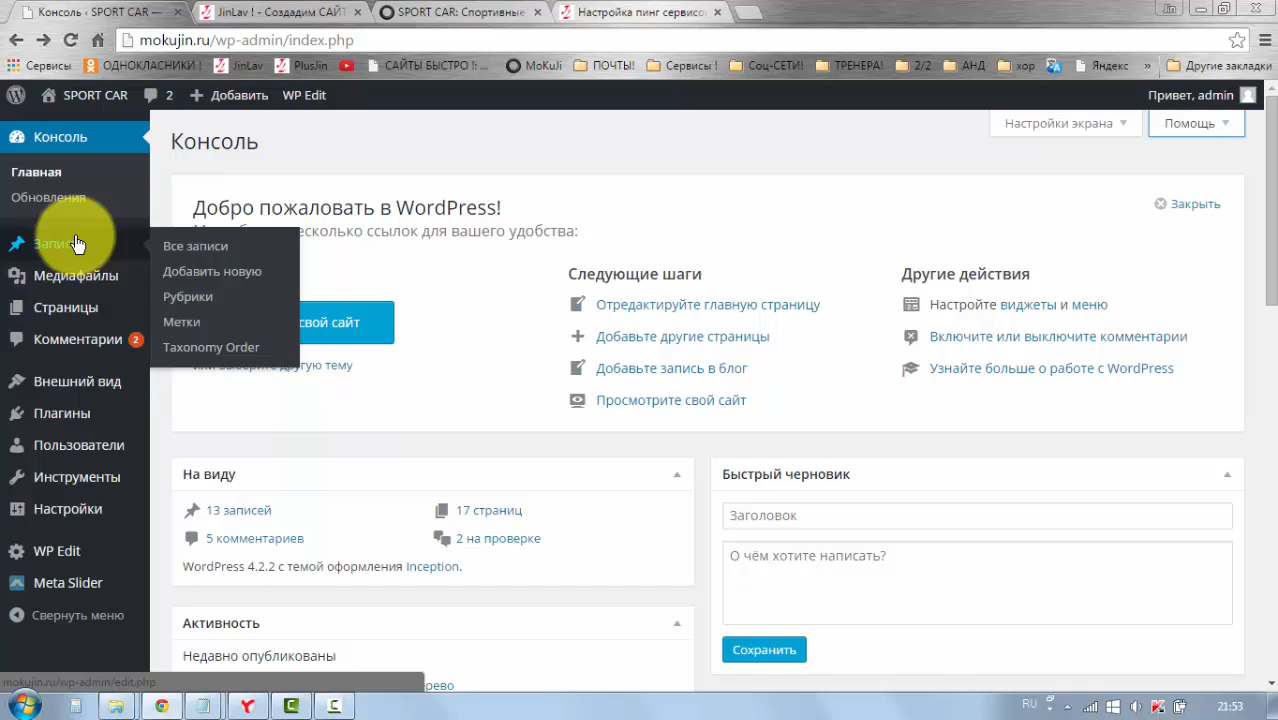 Консоль ‹ SPORT CAR —
JinLav ! - Создадим САЙТ
SPORT CAR: Спортивные
Настройка пинг сервисо
mokujin.ru/wp-admin/index.php
Сервисы ОДНОКЛАСНИКИ JinLav PlusJin САЙТЫ БЫСТРО !: ... MoKuJi ПОЧТЫ! Сервисы ! Соц-СЕТИ! ТРЕНЕРА! 2/2 АНД хор Яндекс » Другие закладки
SPORT CAR 2 Добавить WP Edit Привет, admin
Консоль
Главная
Обновления
Медиафайлы
Страницы
Комментарии 2
Внешний вид
Плагины
Пользователи
Инструменты
Настройки
WP Edit
Meta Slider
Свернуть меню
Все записи
Добавить новую
Рубрики
Метки
Taxonomy Order
Настройки экрана Помощь
Консоль
Добро пожаловать в WordPress!
Закрыть
несколько ссылок для вашего удобства:
свой сайт
или выберите другую тему
Следующие шаги
Отредактируйте главную страницу
Добавьте другие страницы
Добавьте запись в блог
Просмотрите свой сайт
Другие действия
Настройте виджеты и меню
Включите или выключите комментарии
Узнайте больше о работе с WordPress
На виду
13 записей 17 страниц
5 комментариев 2 на проверке
WordPress 4.2.2 с темой оформления Inception.
Активность
Недавно опубликованы
Быстрый черновик
Заголовок
О чём хотите написать?
Сохранить
mokujin.ru/wp-admin/edit.php
RU 21:53